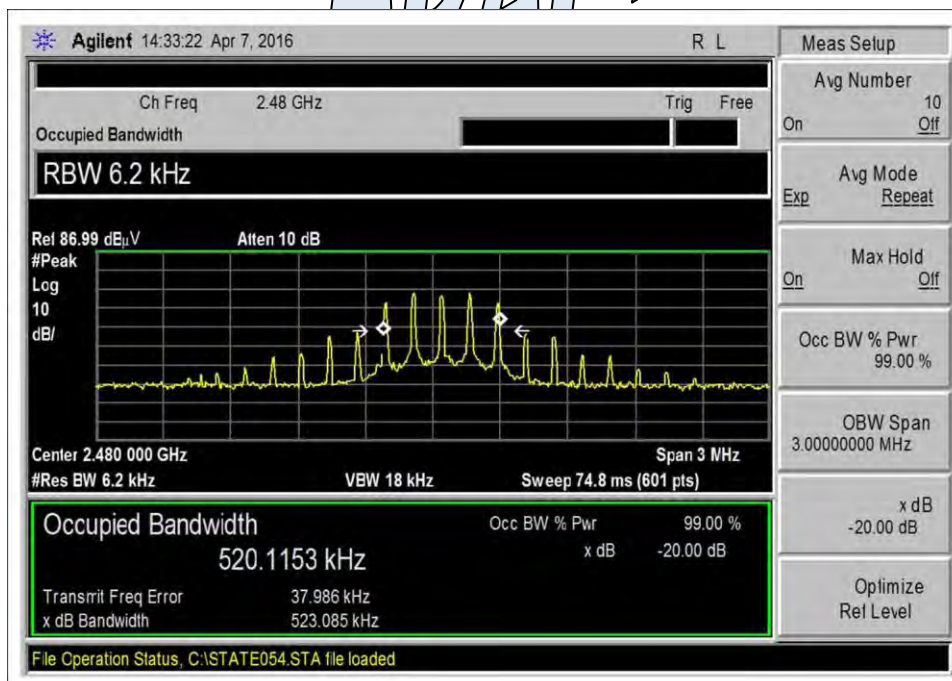 Agilent 14:33:22 Apr 7, 2016 R L
Ch Freq 2.48 GHz Trig Free
Occupied Bandwidth
RBW 6.2 kHz
Ref 86.99 dBµV Atten 10 dB
#Peak
Log
10
dB/
Center 2.480 000 GHz Span 3 MHz
#Res BW 6.2 kHz VBW 18 kHz Sweep 74.8 ms (601 pts)
Occupied Bandwidth Occ BW % Pwr 99.00 %
520.1153 kHz x dB -20.00 dB
Transmit Freq Error 37.986 kHz
x dB Bandwidth 523.085 kHz
File Operation Status, C:\STATE054.STA file loaded
Meas Setup
Avg Number
10
On Off
Avg Mode
Exp Repeat
Max Hold
On Off
Occ BW % Pwr
99.00 %
OBW Span
3.00000000 MHz
x dB
-20.00 dB
Optimize
Ref Level